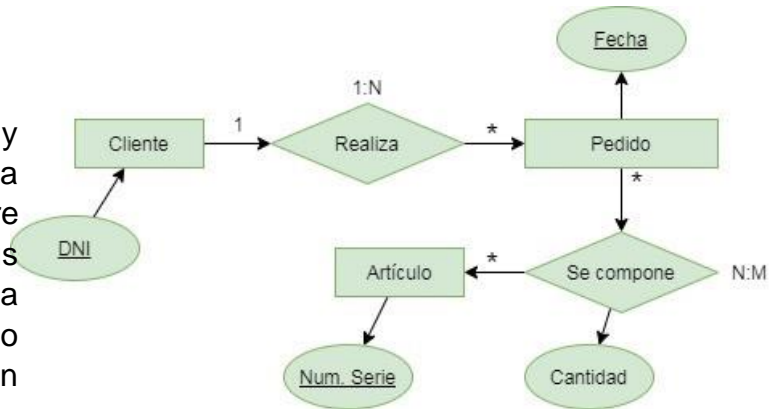 Fecha
1:N
y
Cliente
1
Realiza
*
Pedido
a
*
e
DNI
s
Artículo
*
Se compone
N:M
a
o
Num. Serie
Cantidad
n